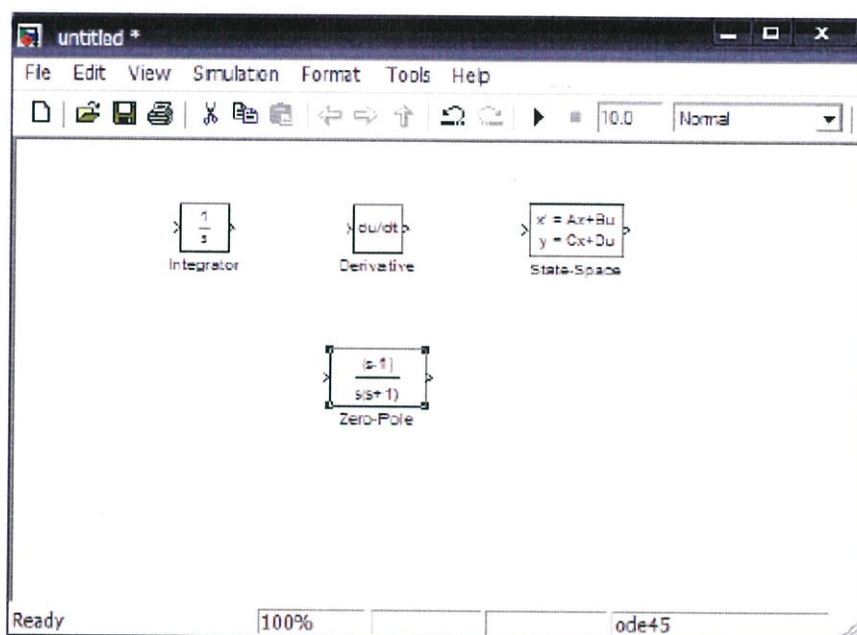 untitled *
File Edit View Simulation Format Tools Help
10.0 Normal
1
s
Integrator
du/dt
Derivative
x' = Ax+Bu
y = Cx+Du
State-Space
(s-1)
s(s+1)
Zero-Pole
Ready 100% ode45